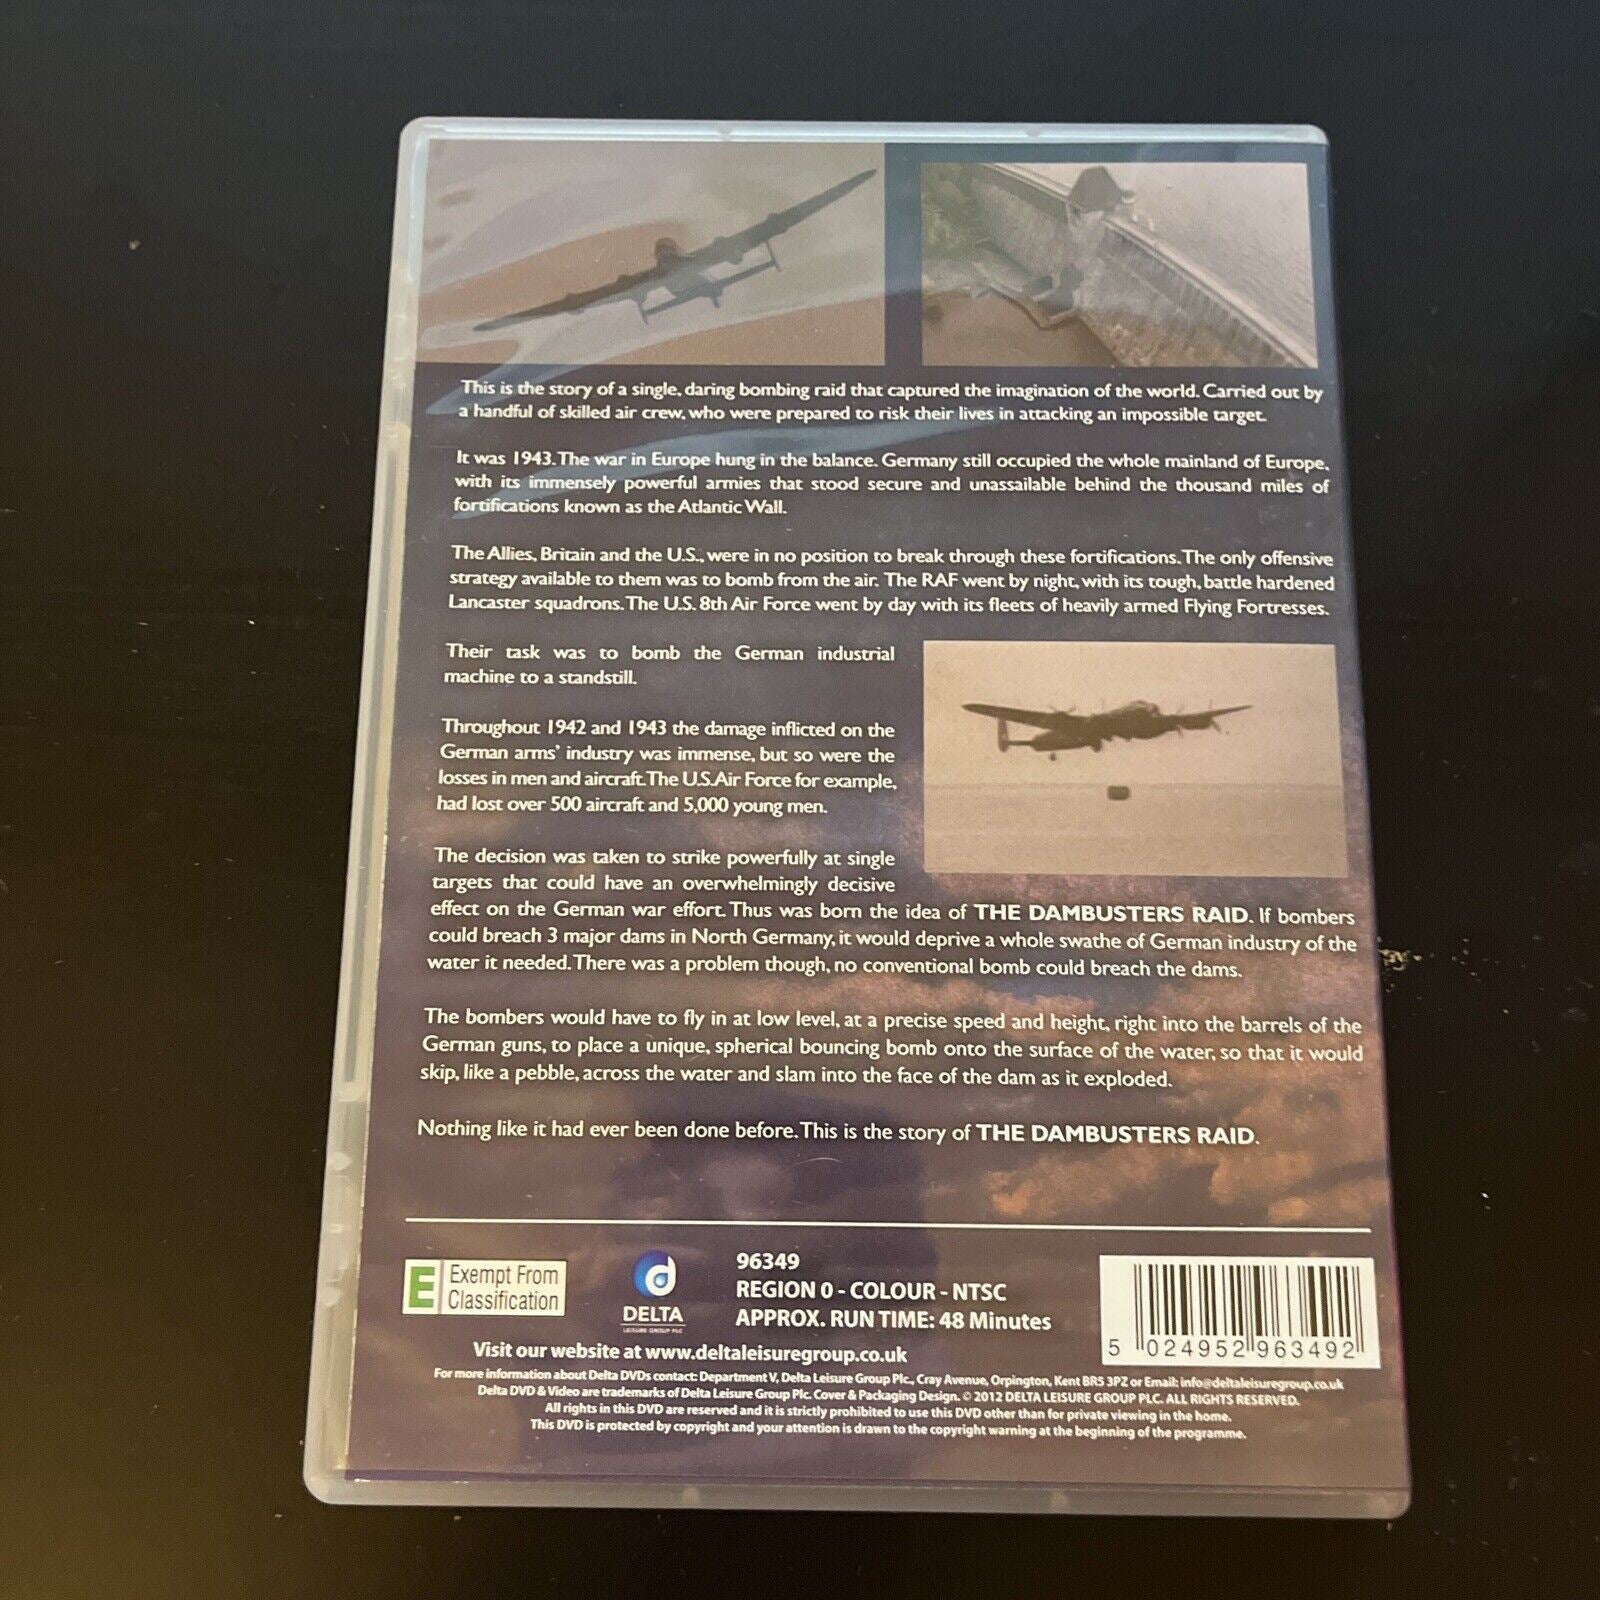 This is the story of a single, daring bombing raid that captured the imagination of the world. Carried out by
a handful of skilled air crew, who were prepared to risk their lives in attacking an impossible target.
It was 1943. The war in Europe hung in the balance. Germany still occupied the whole mainland of Europe,
with its immensely powerful armies that stood secure and unassailable behind the thousand miles of
fortifications known as the Atlantic Wall.
The Allies, Britain and the U.S., were in no position to break through these fortifications. The only offensive
strategy available to them was to bomb from the air. The RAF went by night, with its tough, battle hardened
Lancaster squadrons. The U.S. 8th Air Force went by day with its fleets of heavily armed Flying Fortresses.
Their task was to bomb the German industrial
machine to a standstill.
Throughout 1942 and 1943 the damage inflicted on the
German arms' industry was immense, but so were the
losses in men and aircraft. The U.S. Air Force for example,
had lost over 500 aircraft and 5,000 young men.
The decision was taken to strike powerfully at single
targets that could have an overwhelmingly decisive
effect on the German war effort. Thus was born the idea of THE DAMBUSTERS RAID. If bombers
could breach 3 major dams in North Germany, it would deprive a whole swathe of German industry of the
water it needed. There was a problem though, no conventional bomb could breach the dams.
The bombers would have to fly in at low level, at a precise speed and height, right into the barrels of the
German guns, to place a unique, spherical bouncing bomb onto the surface of the water, so that it would
skip, like a pebble, across the water and slam into the face of the dam as it exploded.
Nothing like it had ever been done before. This is the story of THE DAMBUSTERS RAID.
E Exempt From
Classification
d
DELTA
LEISURE GROUP PLC
96349
REGION 0 - COLOUR - NTSC
APPROX. RUN TIME: 48 Minutes
5 024952 963492
Visit our website at www.deltaleisuregroup.co.uk
For more information about Delta DVDs contact: Department V, Delta Leisure Group Plc., Cray Avenue, Orpington, Kent BR5 3PZ or Email: info@deltaleisuregroup.co.uk
Delta DVD & Video are trademarks of Delta Leisure Group Plc. Cover & Packaging Design. © 2012 DELTA LEISURE GROUP PLC. ALL RIGHTS RESERVED.
All rights in this DVD are reserved and it is strictly prohibited to use this DVD other than for private viewing in the home.
This DVD is protected by copyright and your attention is drawn to the copyright warning at the beginning of the programme.